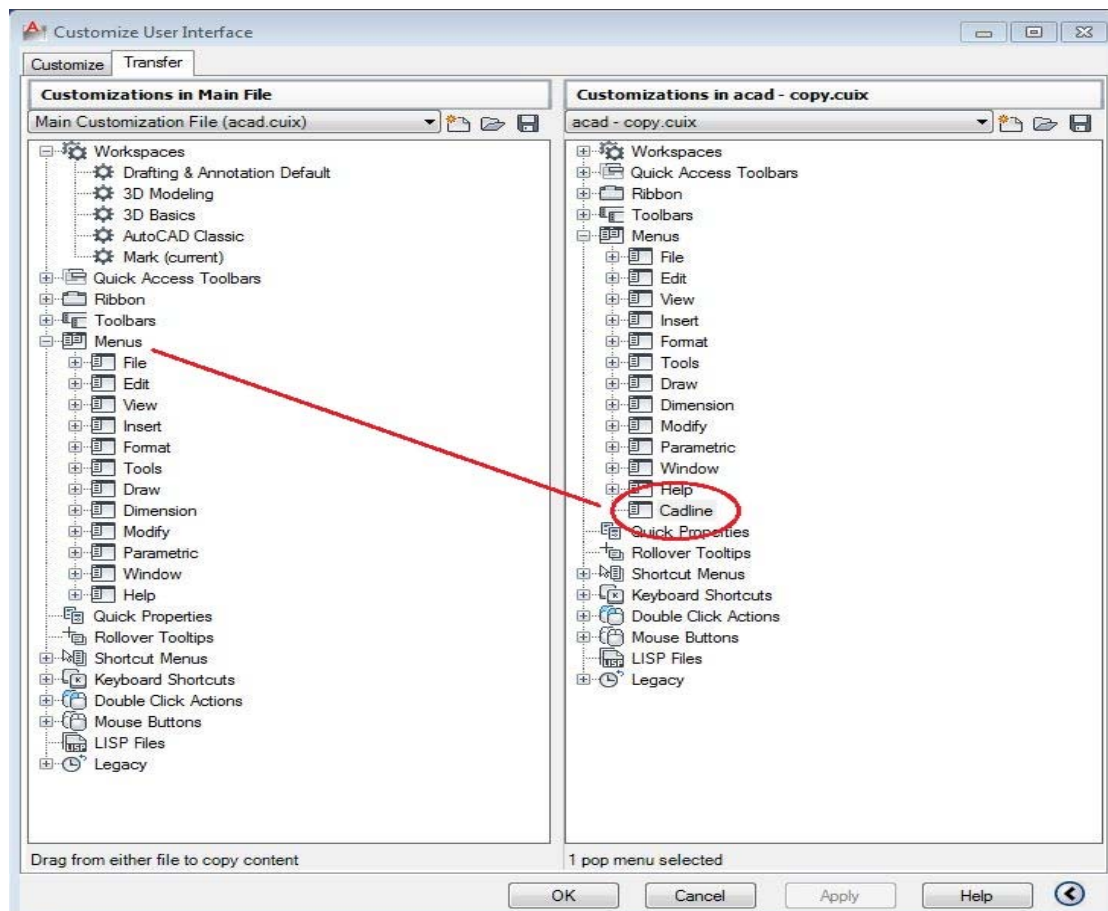 Customize User Interface
Customize
Transfer
Customizations in Main File
Main Customization File (acad.cuix)
Workspaces
Drafting & Annotation Default
3D Modeling
3D Basics
AutoCAD Classic
Mark (current)
Quick Access Toolbars
Ribbon
Toolbars
Menus
File
Edit
View
Insert
Format
Tools
Draw
Dimension
Modify
Parametric
Window
Help
Quick Properties
Rollover Tooltips
Shortcut Menus
Keyboard Shortcuts
Double Click Actions
Mouse Buttons
LISP Files
Legacy
Drag from either file to copy content
Customizations in acad - copy.cuix
acad - copy.cuix
Workspaces
Quick Access Toolbars
Ribbon
Toolbars
Menus
File
Edit
View
Insert
Format
Tools
Draw
Dimension
Modify
Parametric
Window
Help
Cadline
Quick Properties
Rollover Tooltips
Shortcut Menus
Keyboard Shortcuts
Double Click Actions
Mouse Buttons
LISP Files
Legacy
1 pop menu selected
OK
Cancel
Apply
Help